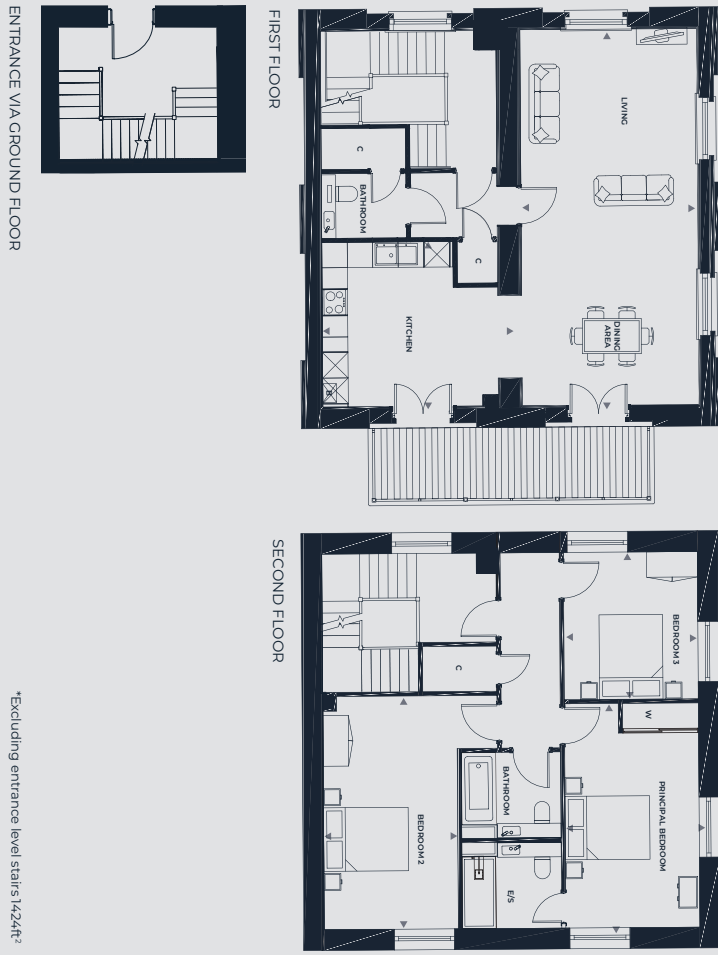 ENTRANCE VIA GROUND FLOOR
FIRST FLOOR
LIVING
C
BATHROOM
C
KITCHEN
DINING
AREA
B
SECOND FLOOR
BEDROOM 3
C
W
BATHROOM
PRINCIPAL BEDROOM
BEDROOM 2
E/S
*Excluding entrance level stairs 1424ft²